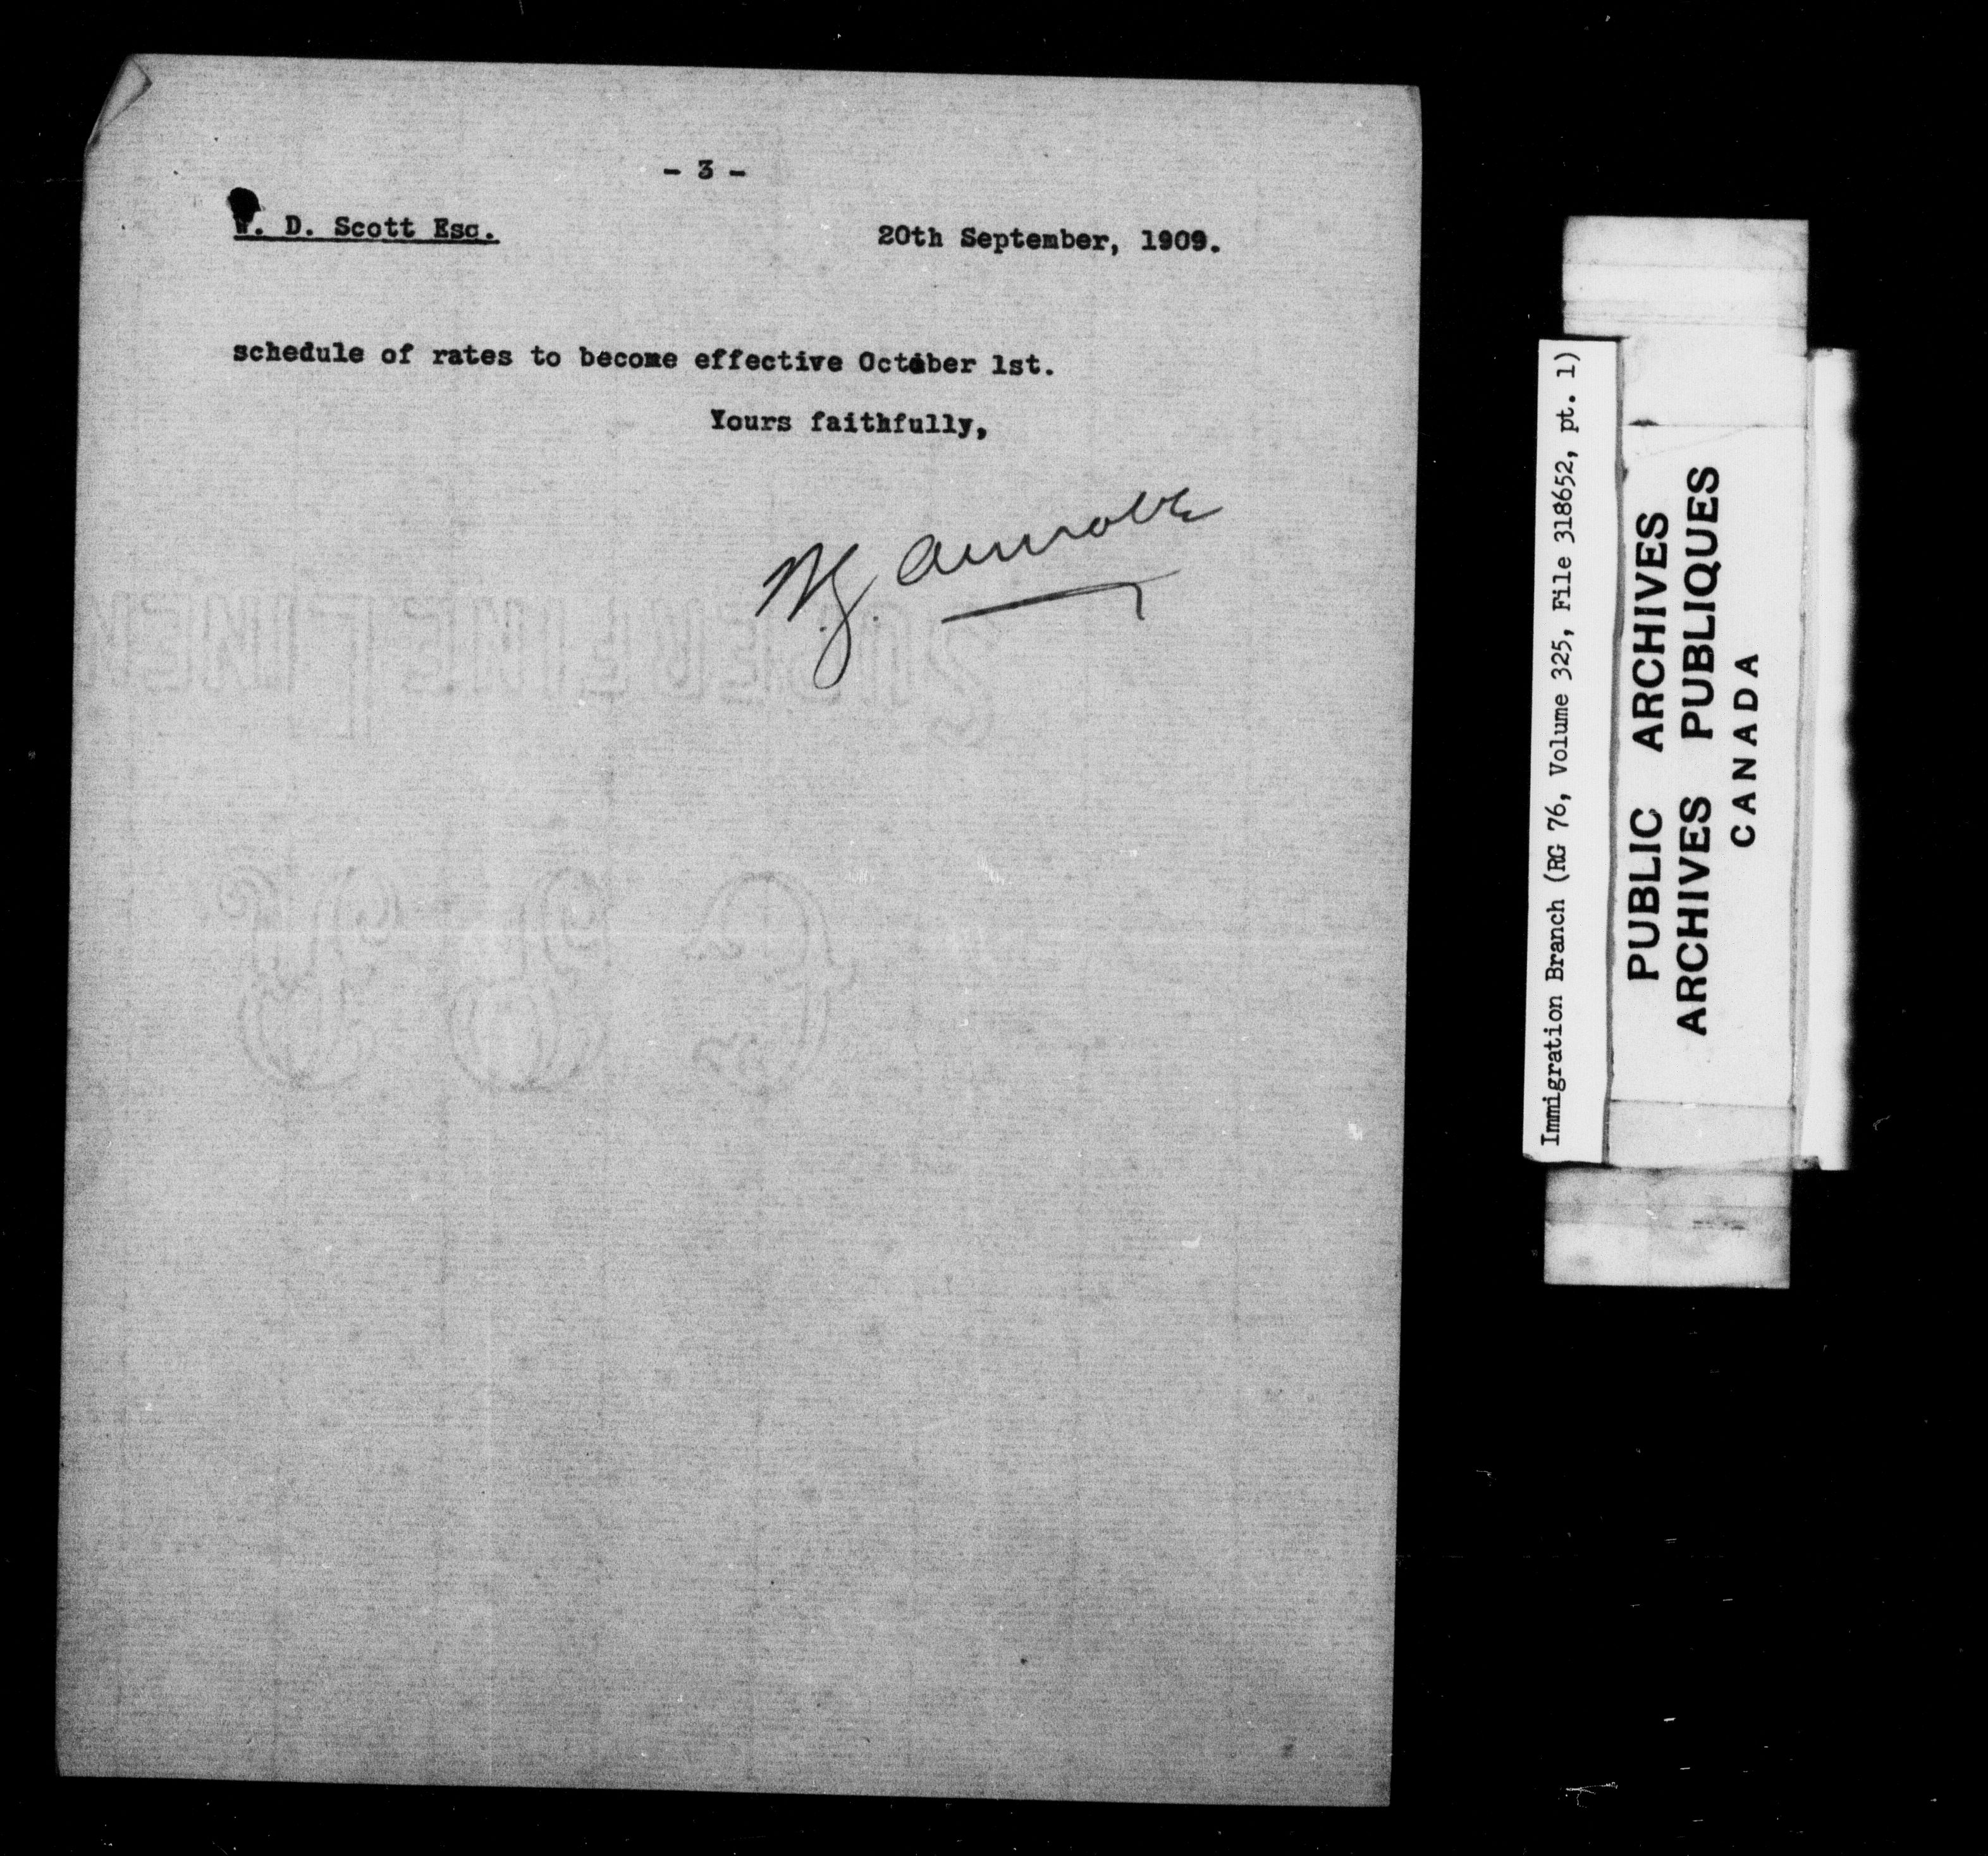 - 3 -
W. D. Scott Esq.
20th September, 1909.
schedule of rates to become effective October 1st.
Yours faithfully,
Immigration Branch (RG 76, Volume 325, File 318652, pt. 1)
PUBLIC ARCHIVES
ARCHIVES PUBLIQUES
CANADA